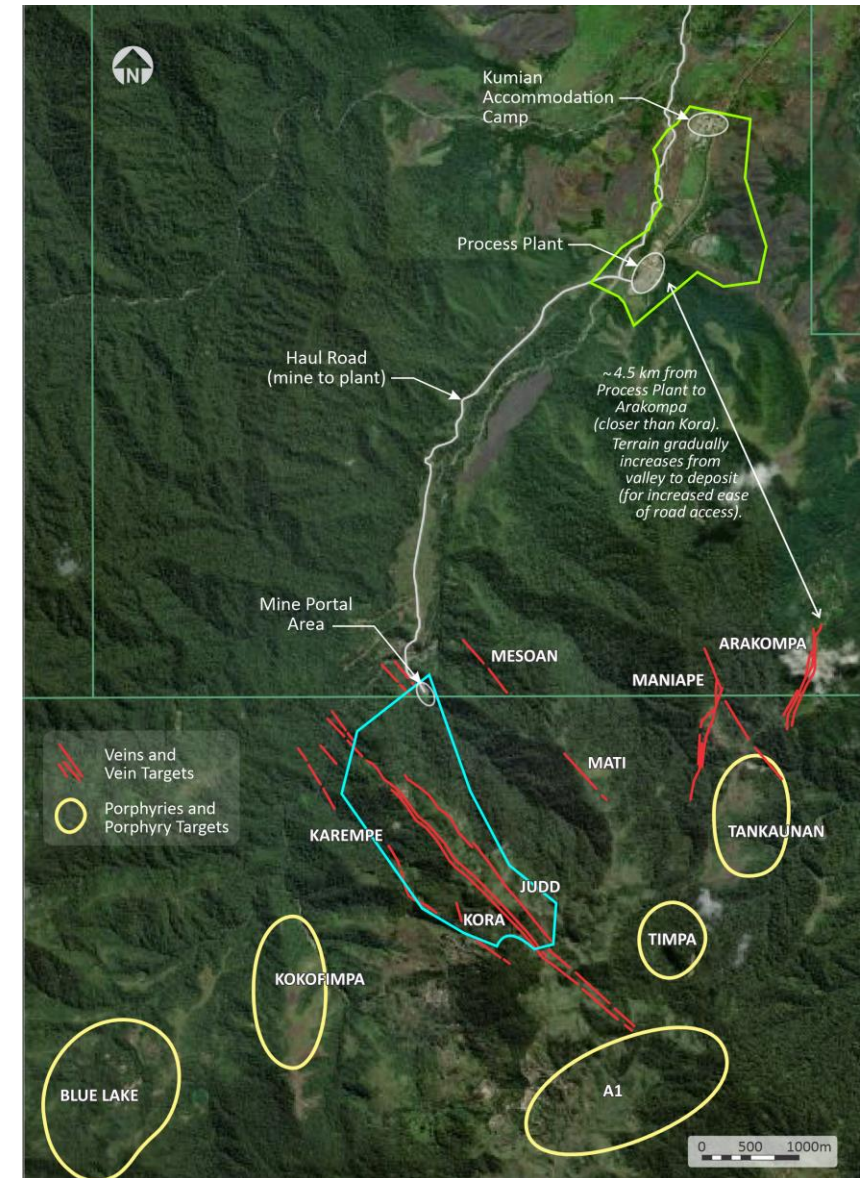 N
Kumian
Accommodation
Camp
Process Plant
Haul Road
(mine to plant)
~4.5 km from
Process Plant to
Arakompa
(closer than Kora).
Terrain gradually
increases from
valley to deposit
(for increased ease
of road access).
Mine Portal
Area
MESOAN
ARAKOMPA
MANIAPE
Veins and
Vein Targets
Porphyries and
Porphyry Targets
MATI
TANKAUNAN
KAREMPE
JUDD
KORA
TIMPA
KOKOFIMPA
BLUE LAKE
A1
0 500 1000m